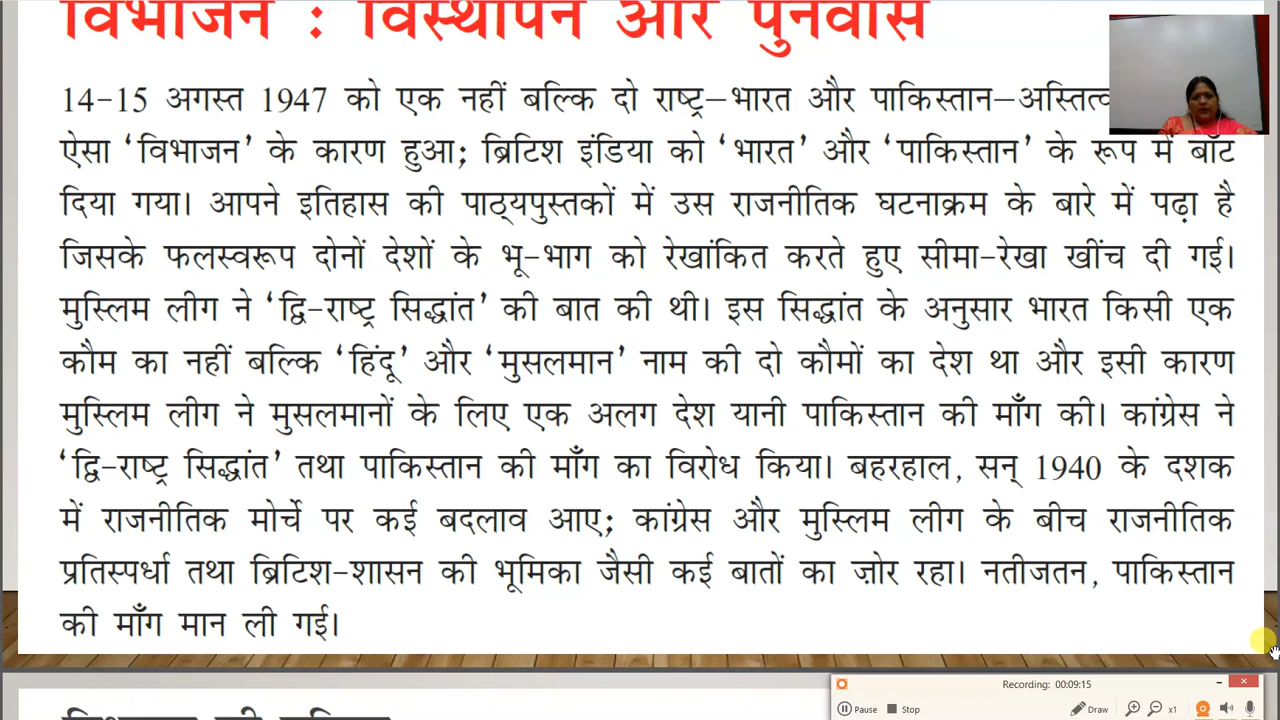 विभाजन : विस्थापन और पुनर्वास
14-15 अगस्त 1947 को एक नहीं बल्कि दो राष्ट्र–भारत और पाकिस्तान–अस्तित्व
ऐसा ‘विभाजन’ के कारण हुआ; ब्रिटिश इंडिया को ‘भारत’ और ‘पाकिस्तान’ के रूप में बाँट
दिया गया। आपने इतिहास की पाठ्यपुस्तकों में उस राजनीतिक घटनाक्रम के बारे में पढ़ा है
जिसके फलस्वरूप दोनों देशों के भू-भाग को रेखांकित करते हुए सीमा-रेखा खींच दी गई।
मुस्लिम लीग ने ‘द्वि-राष्ट्र सिद्धांत’ की बात की थी। इस सिद्धांत के अनुसार भारत किसी एक
कौम का नहीं बल्कि ‘हिंदू’ और ‘मुसलमान’ नाम की दो कौमों का देश था और इसी कारण
मुस्लिम लीग ने मुसलमानों के लिए एक अलग देश यानी पाकिस्तान की माँग की। कांग्रेस ने
‘द्वि-राष्ट्र सिद्धांत’ तथा पाकिस्तान की माँग का विरोध किया। बहरहाल, सन् 1940 के दशक
में राजनीतिक मोर्चे पर कई बदलाव आए; कांग्रेस और मुस्लिम लीग के बीच राजनीतिक
प्रतिस्पर्धा तथा ब्रिटिश-शासन की भूमिका जैसी कई बातों का ज़ोर रहा। नतीजतन, पाकिस्तान
की माँग मान ली गई।
Recording: 00:09:15
Pause Stop Draw x1